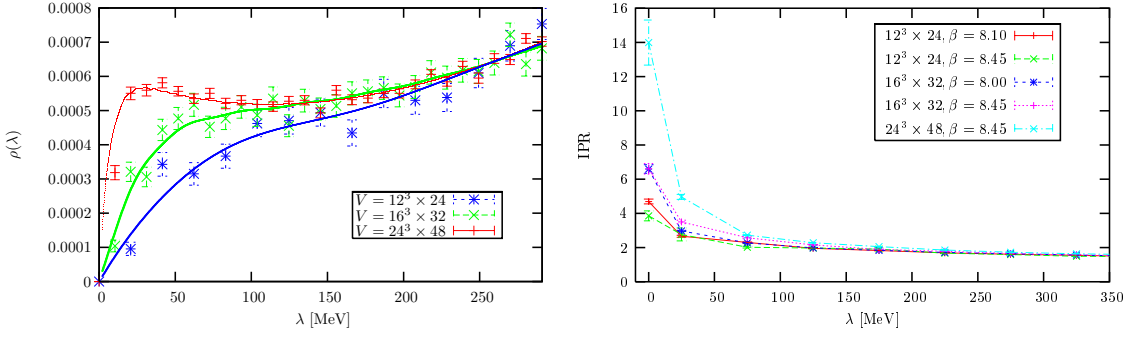 0.0008
0.0007
0.0006
0.0005
0.0004
0.0003
0.0002
0.0001
0
ρ(λ)
V = 12³ × 24
V = 16³ × 32
V = 24³ × 48
0 50 100 150 200 250
λ [MeV]
16
14
12
10
8
6
4
2
0
IPR
12³ × 24, β = 8.10
12³ × 24, β = 8.45
16³ × 32, β = 8.00
16³ × 32, β = 8.45
24³ × 48, β = 8.45
0 50 100 150 200 250 300 350
λ [MeV]